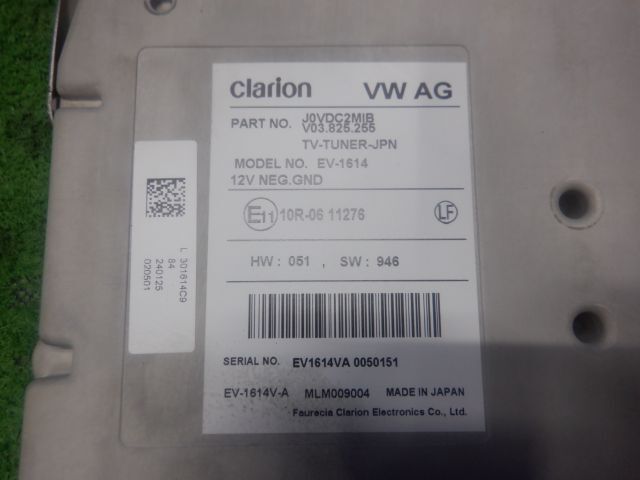 clarion VW AG
PART NO. J0VDC2MIB
V03.825.255
TV-TUNER-JPN
MODEL NO. EV-1614
12V NEG.GND
E11 10R-06 11276 LF
HW : 051 , SW : 946
SERIAL NO. EV1614VA 0050151
EV-1614V-A MLM009004 MADE IN JAPAN
Faurecia Clarion Electronics Co., Ltd.
L 301614C9
84
240125
020501